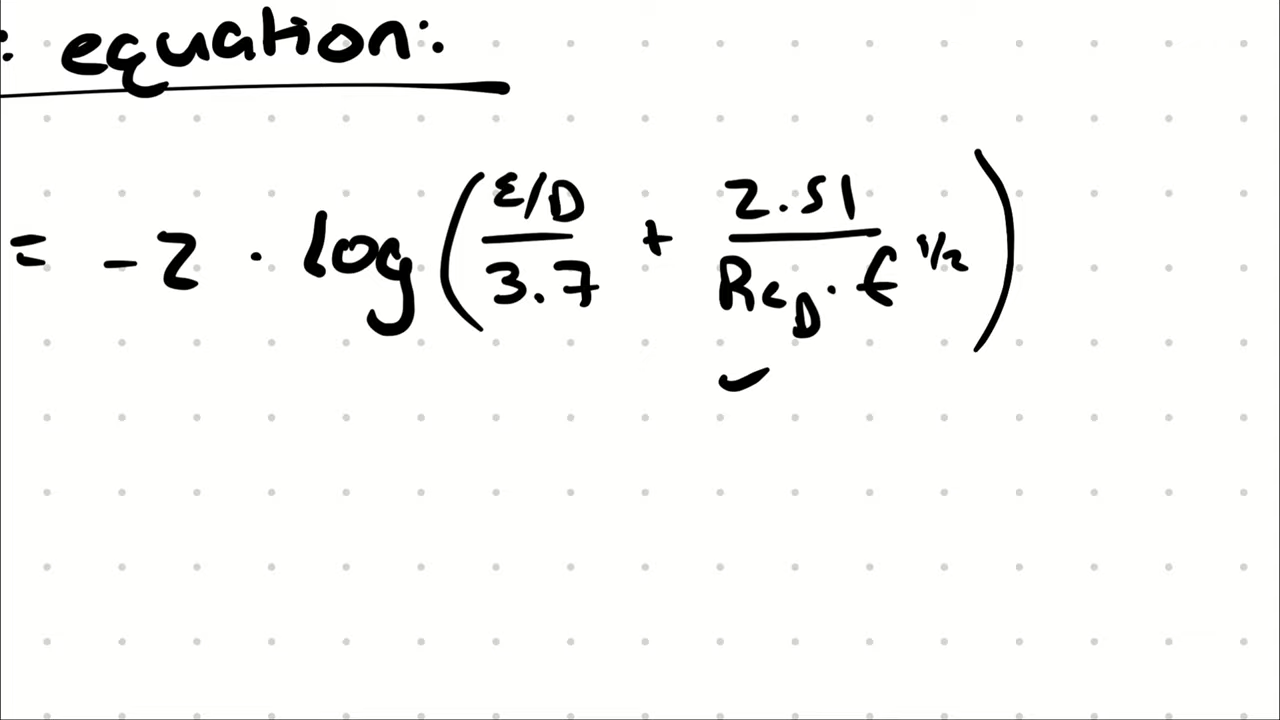 : equation:
= -2 · log( (ε/D)/3.7 + 2.51/(Re_D · f^1/2) )